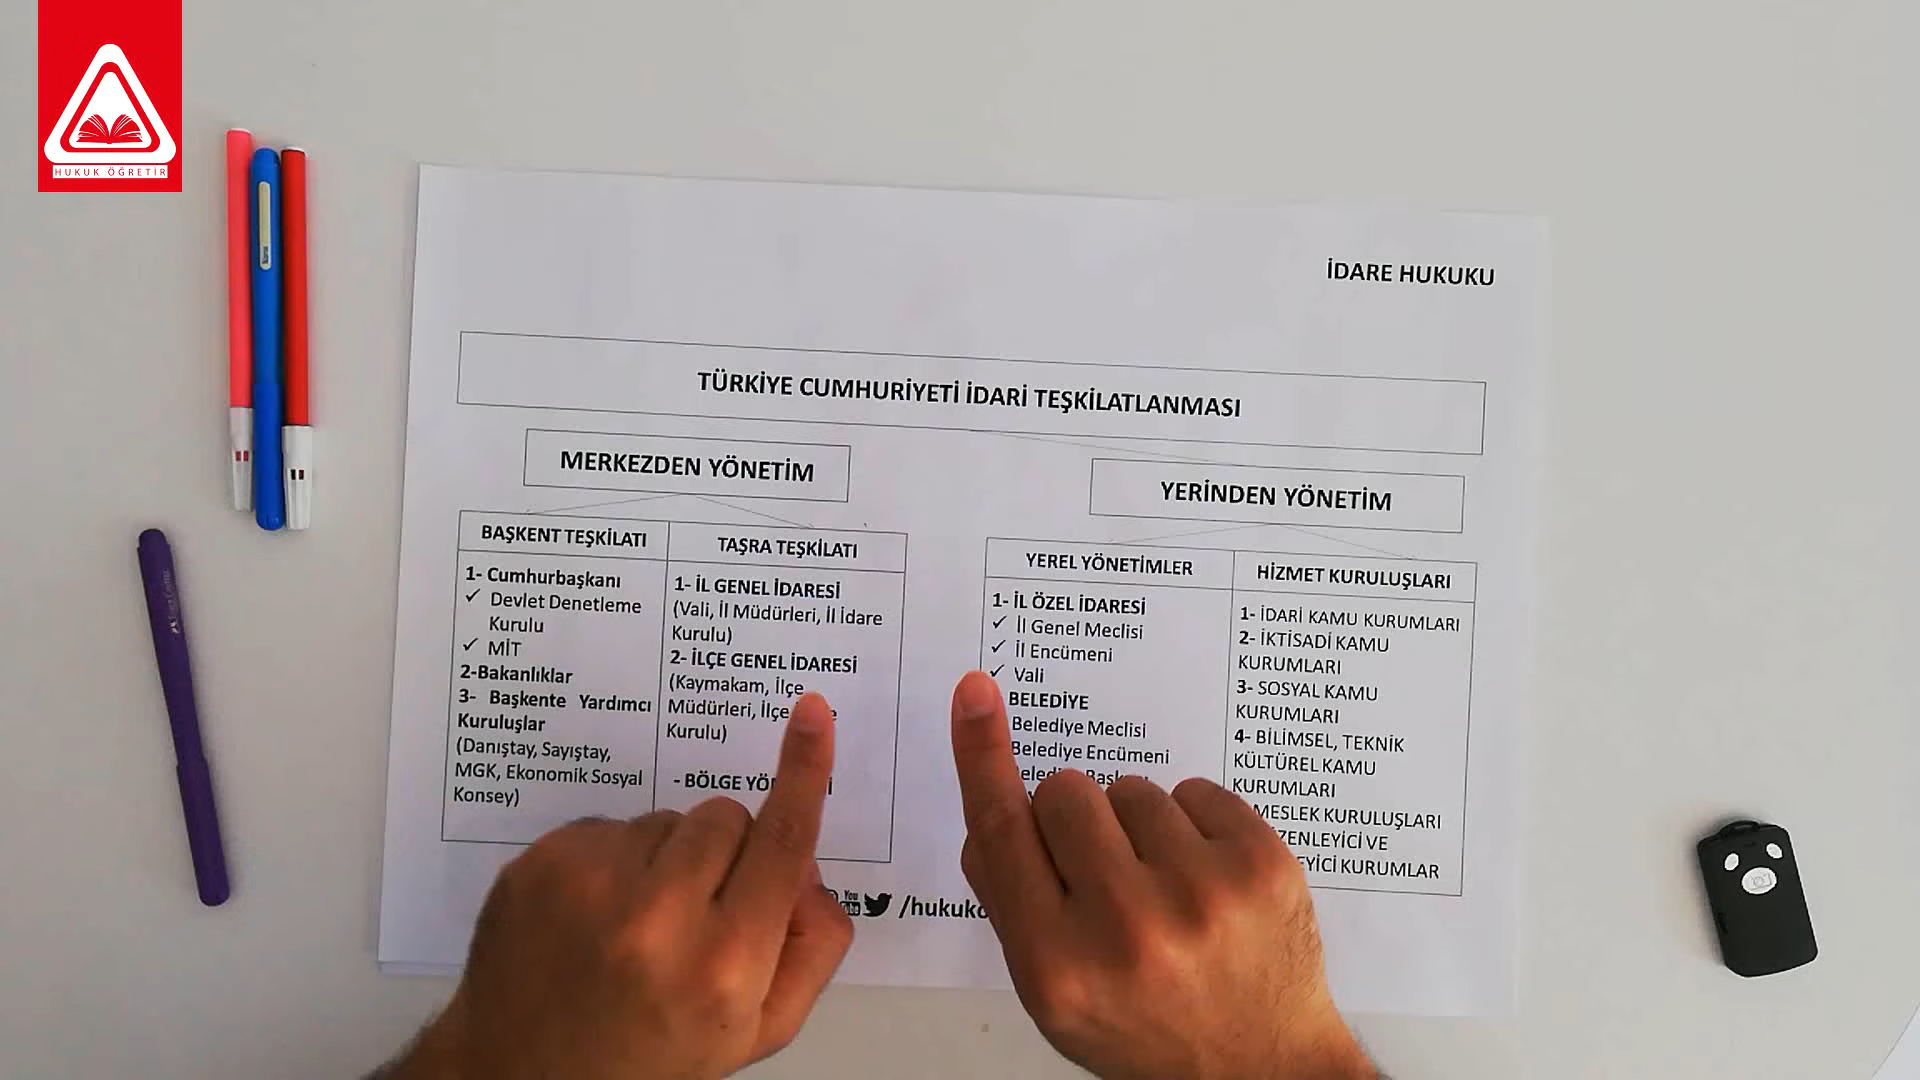 HUKUK ÖĞRETİR
İDARE HUKUKU
TÜRKİYE CUMHURİYETİ İDARİ TEŞKİLATLANMASI
MERKEZDEN YÖNETİM
BAŞKENT TEŞKİLATI
1- Cumhurbaşkanı
✓ Devlet Denetleme
Kurulu
✓ MİT
2-Bakanlıklar
3- Başkente Yardımcı
Kuruluşlar
(Danıştay, Sayıştay,
MGK, Ekonomik Sosyal
Konsey)
TAŞRA TEŞKİLATI
1- İL GENEL İDARESİ
(Vali, İl Müdürleri, İl İdare
Kurulu)
2- İLÇE GENEL İDARESİ
(Kaymakam, İlçe
Müdürleri, İlçe
Kurulu)
- BÖLGE
YERİNDEN YÖNETİM
YEREL YÖNETİMLER
1- İL ÖZEL İDARESİ
✓ İl Genel Meclisi
✓ İl Encümeni
✓ Vali
BELEDİYE
Belediye Meclisi
Belediye Encümeni
HİZMET KURULUŞLARI
1- İDARİ KAMU KURUMLARI
2- İKTİSADİ KAMU
KURUMLARI
3- SOSYAL KAMU
KURUMLARI
4- BİLİMSEL, TEKNİK
KÜLTÜREL KAMU
KURUMLARI
MESLEK KURULUŞLARI
VE
KURUMLAR
You
Tube